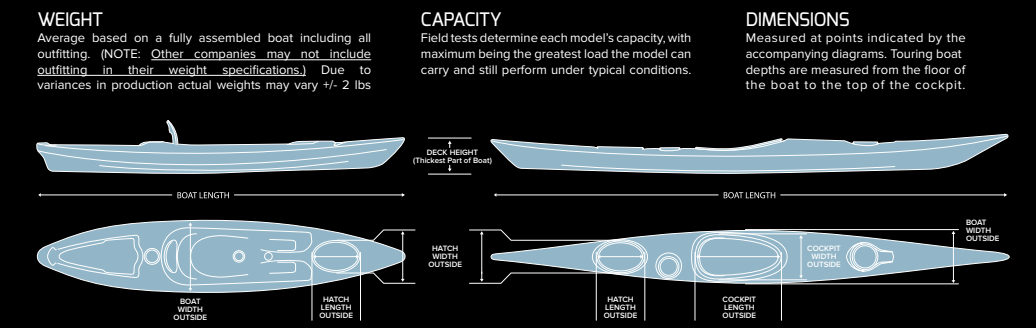 WEIGHT
Average based on a fully assembled boat including all
outfitting. (NOTE: Other companies may not include
outfitting in their weight specifications.) Due to
variances in production actual weights may vary +/- 2 lbs
CAPACITY
Field tests determine each model's capacity, with
maximum being the greatest load the model can
carry and still perform under typical conditions.
DIMENSIONS
Measured at points indicated by the
accompanying diagrams. Touring boat
depths are measured from the floor of
the boat to the top of the cockpit.
DECK HEIGHT
(Thickest Part of Boat)
BOAT LENGTH
BOAT LENGTH
BOAT
WIDTH
OUTSIDE
HATCH
LENGTH
OUTSIDE
HATCH
WIDTH
OUTSIDE
HATCH
LENGTH
OUTSIDE
COCKPIT
LENGTH
OUTSIDE
COCKPIT
WIDTH
OUTSIDE
BOAT
WIDTH
OUTSIDE